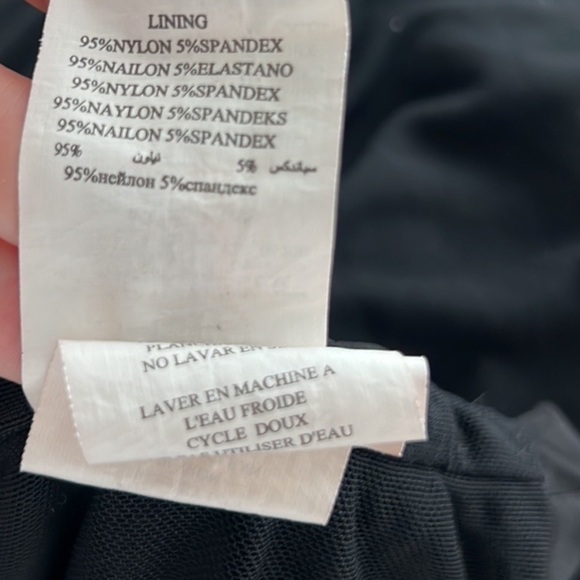 LINING
95%NYLON 5%SPANDEX
95%NAILON 5%ELASTANO
95%NYLON 5%SPANDEX
95%NAYLON 5%SPANDEKS
95%NAILON 5%SPANDEX
95% نيلون 5% سباندكس
95%нейлон 5%спандекс
NO LAVAR EN
LAVER EN MACHINE A
L'EAU FROIDE
CYCLE DOUX
UTILISER D'EAU